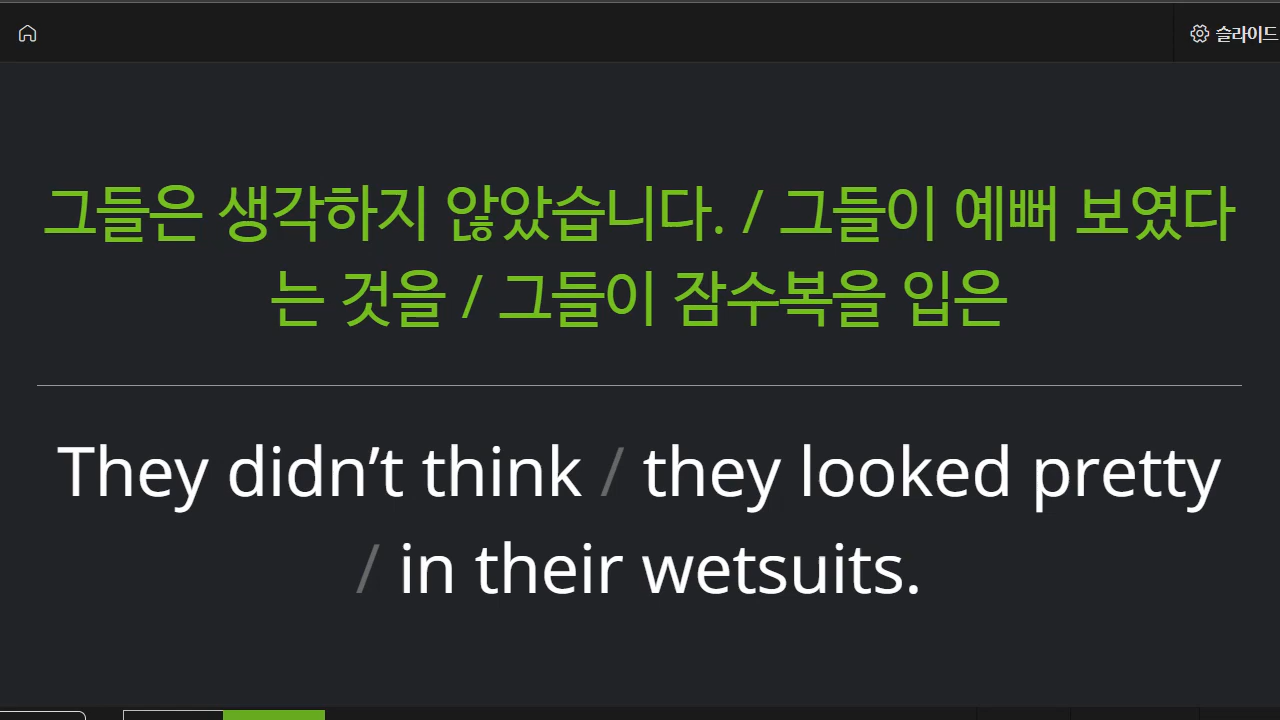 슬라이드
그들은 생각하지 않았습니다. / 그들이 예뻐 보였다
는 것을 / 그들이 잠수복을 입은
They didn’t think / they looked pretty
/ in their wetsuits.